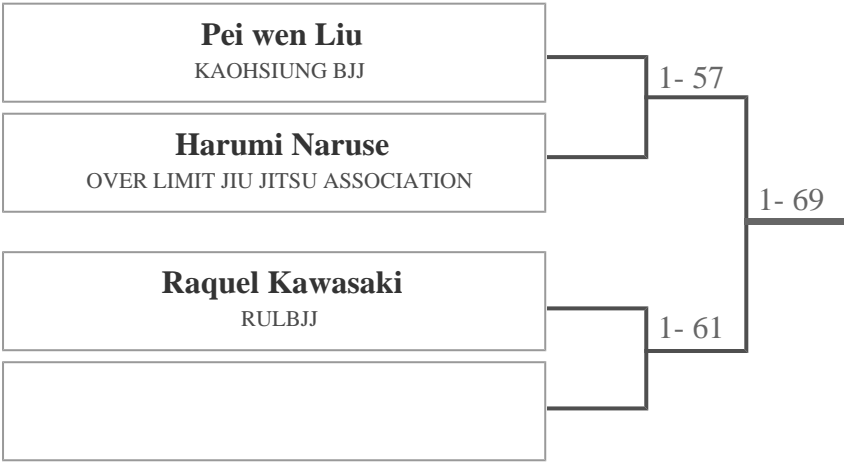 Pei wen Liu
KAOHSIUNG BJJ
1- 57
Harumi Naruse
OVER LIMIT JIU JITSU ASSOCIATION
1- 69
Raquel Kawasaki
RULBJJ
1- 61